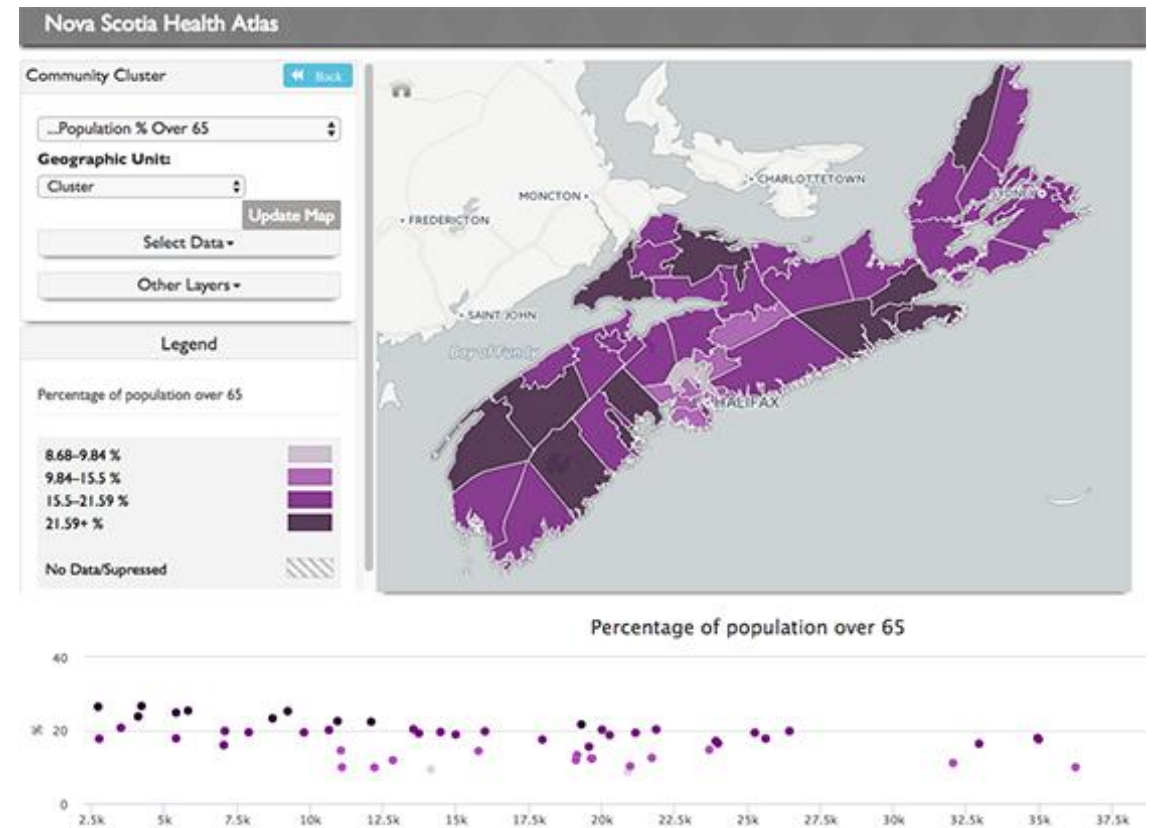 Nova Scotia Health Atlas
Community Cluster
Back
...Population % Over 65
Geographic Unit:
Cluster
Update Map
Select Data
Other Layers
Legend
Percentage of population over 65
8.68–9.84 %
9.84–15.5 %
15.5–21.59 %
21.59+ %
No Data/Supressed
CHARLOTTETOWN
MONCTON
FREDERICTON
SYDNEY
SAINT JOHN
Bay of Fundy
HALIFAX
Percentage of population over 65
40
% 20
0
2.5k 5k 7.5k 10k 12.5k 15k 17.5k 20k 22.5k 25k 27.5k 30k 32.5k 35k 37.5k